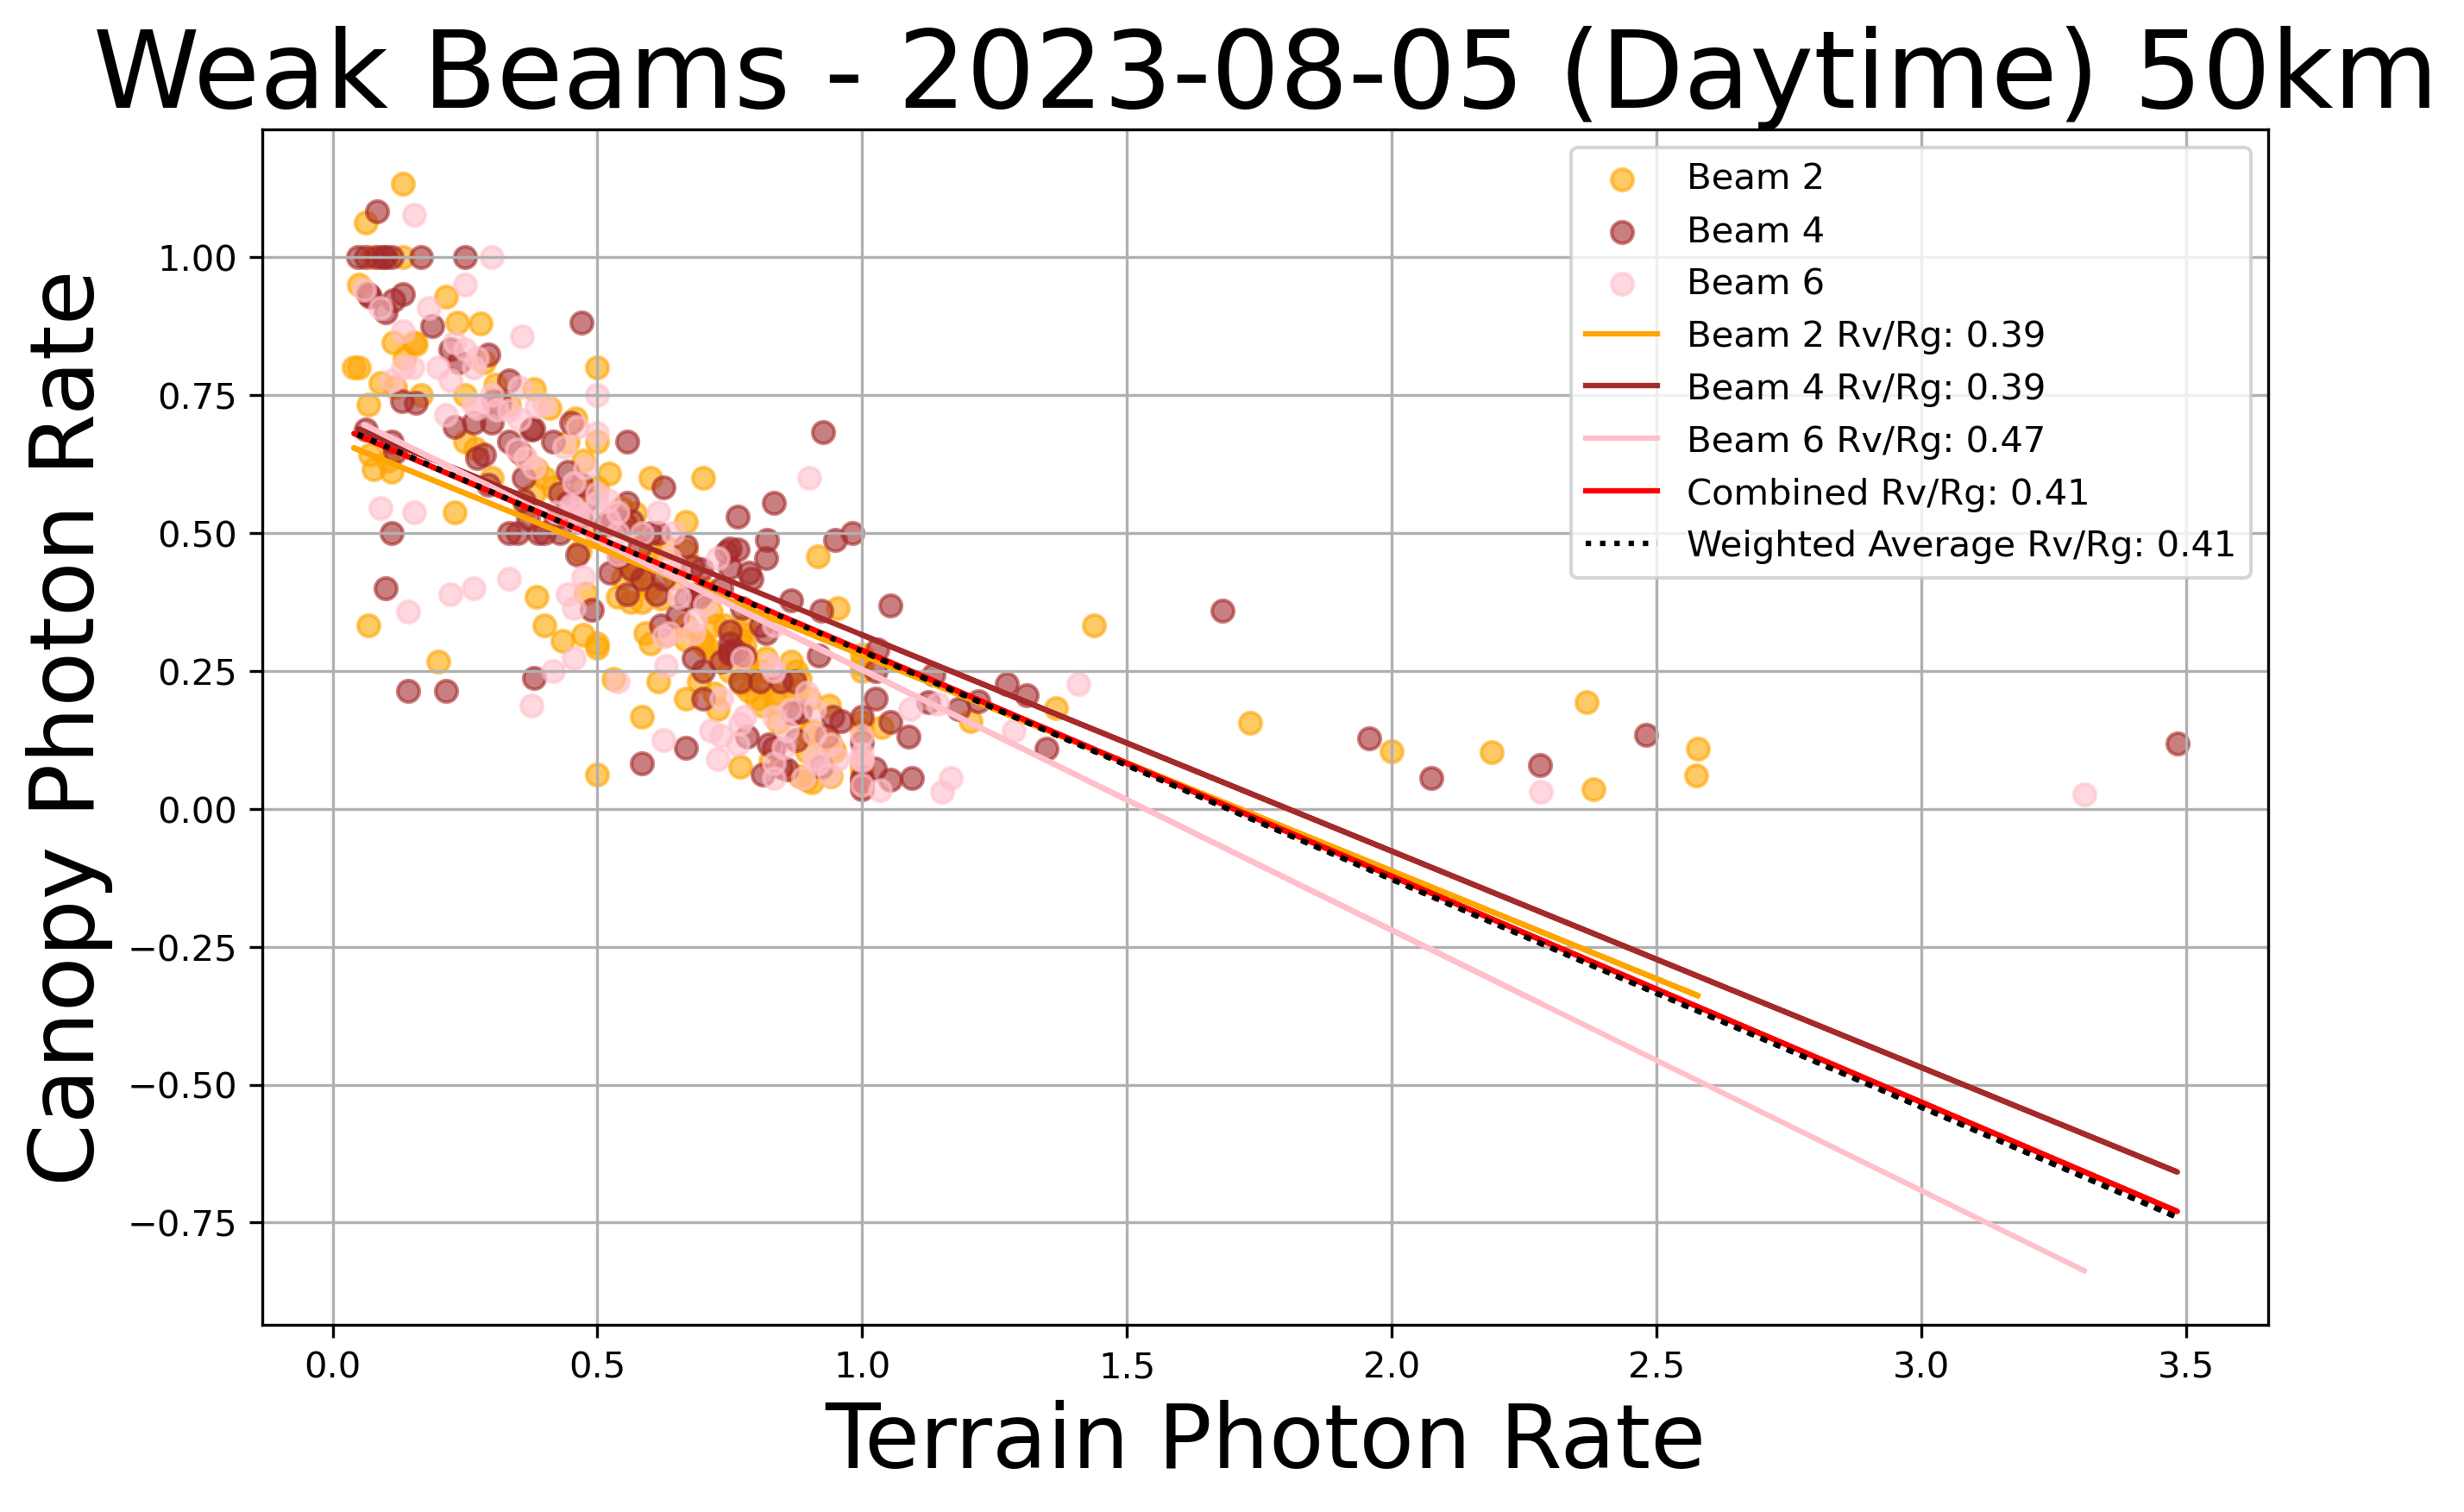 Weak Beams - 2023-08-05 (Daytime) 50km
Canopy Photon Rate
1.00
0.75
0.50
0.25
0.00
−0.25
−0.50
−0.75
Beam 2
Beam 4
Beam 6
Beam 2 Rv/Rg: 0.39
Beam 4 Rv/Rg: 0.39
Beam 6 Rv/Rg: 0.47
Combined Rv/Rg: 0.41
Weighted Average Rv/Rg: 0.41
0.0 0.5 1.0 1.5 2.0 2.5 3.0 3.5
Terrain Photon Rate